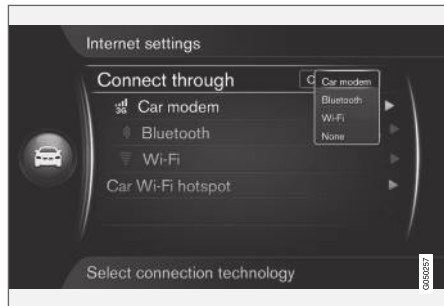 Internet settings
Connect through C
Car modem
Bluetooth
Wi-Fi
None
3G Car modem
Bluetooth
Wi-Fi
Car Wi-Fi hotspot
Select connection technology
G050257